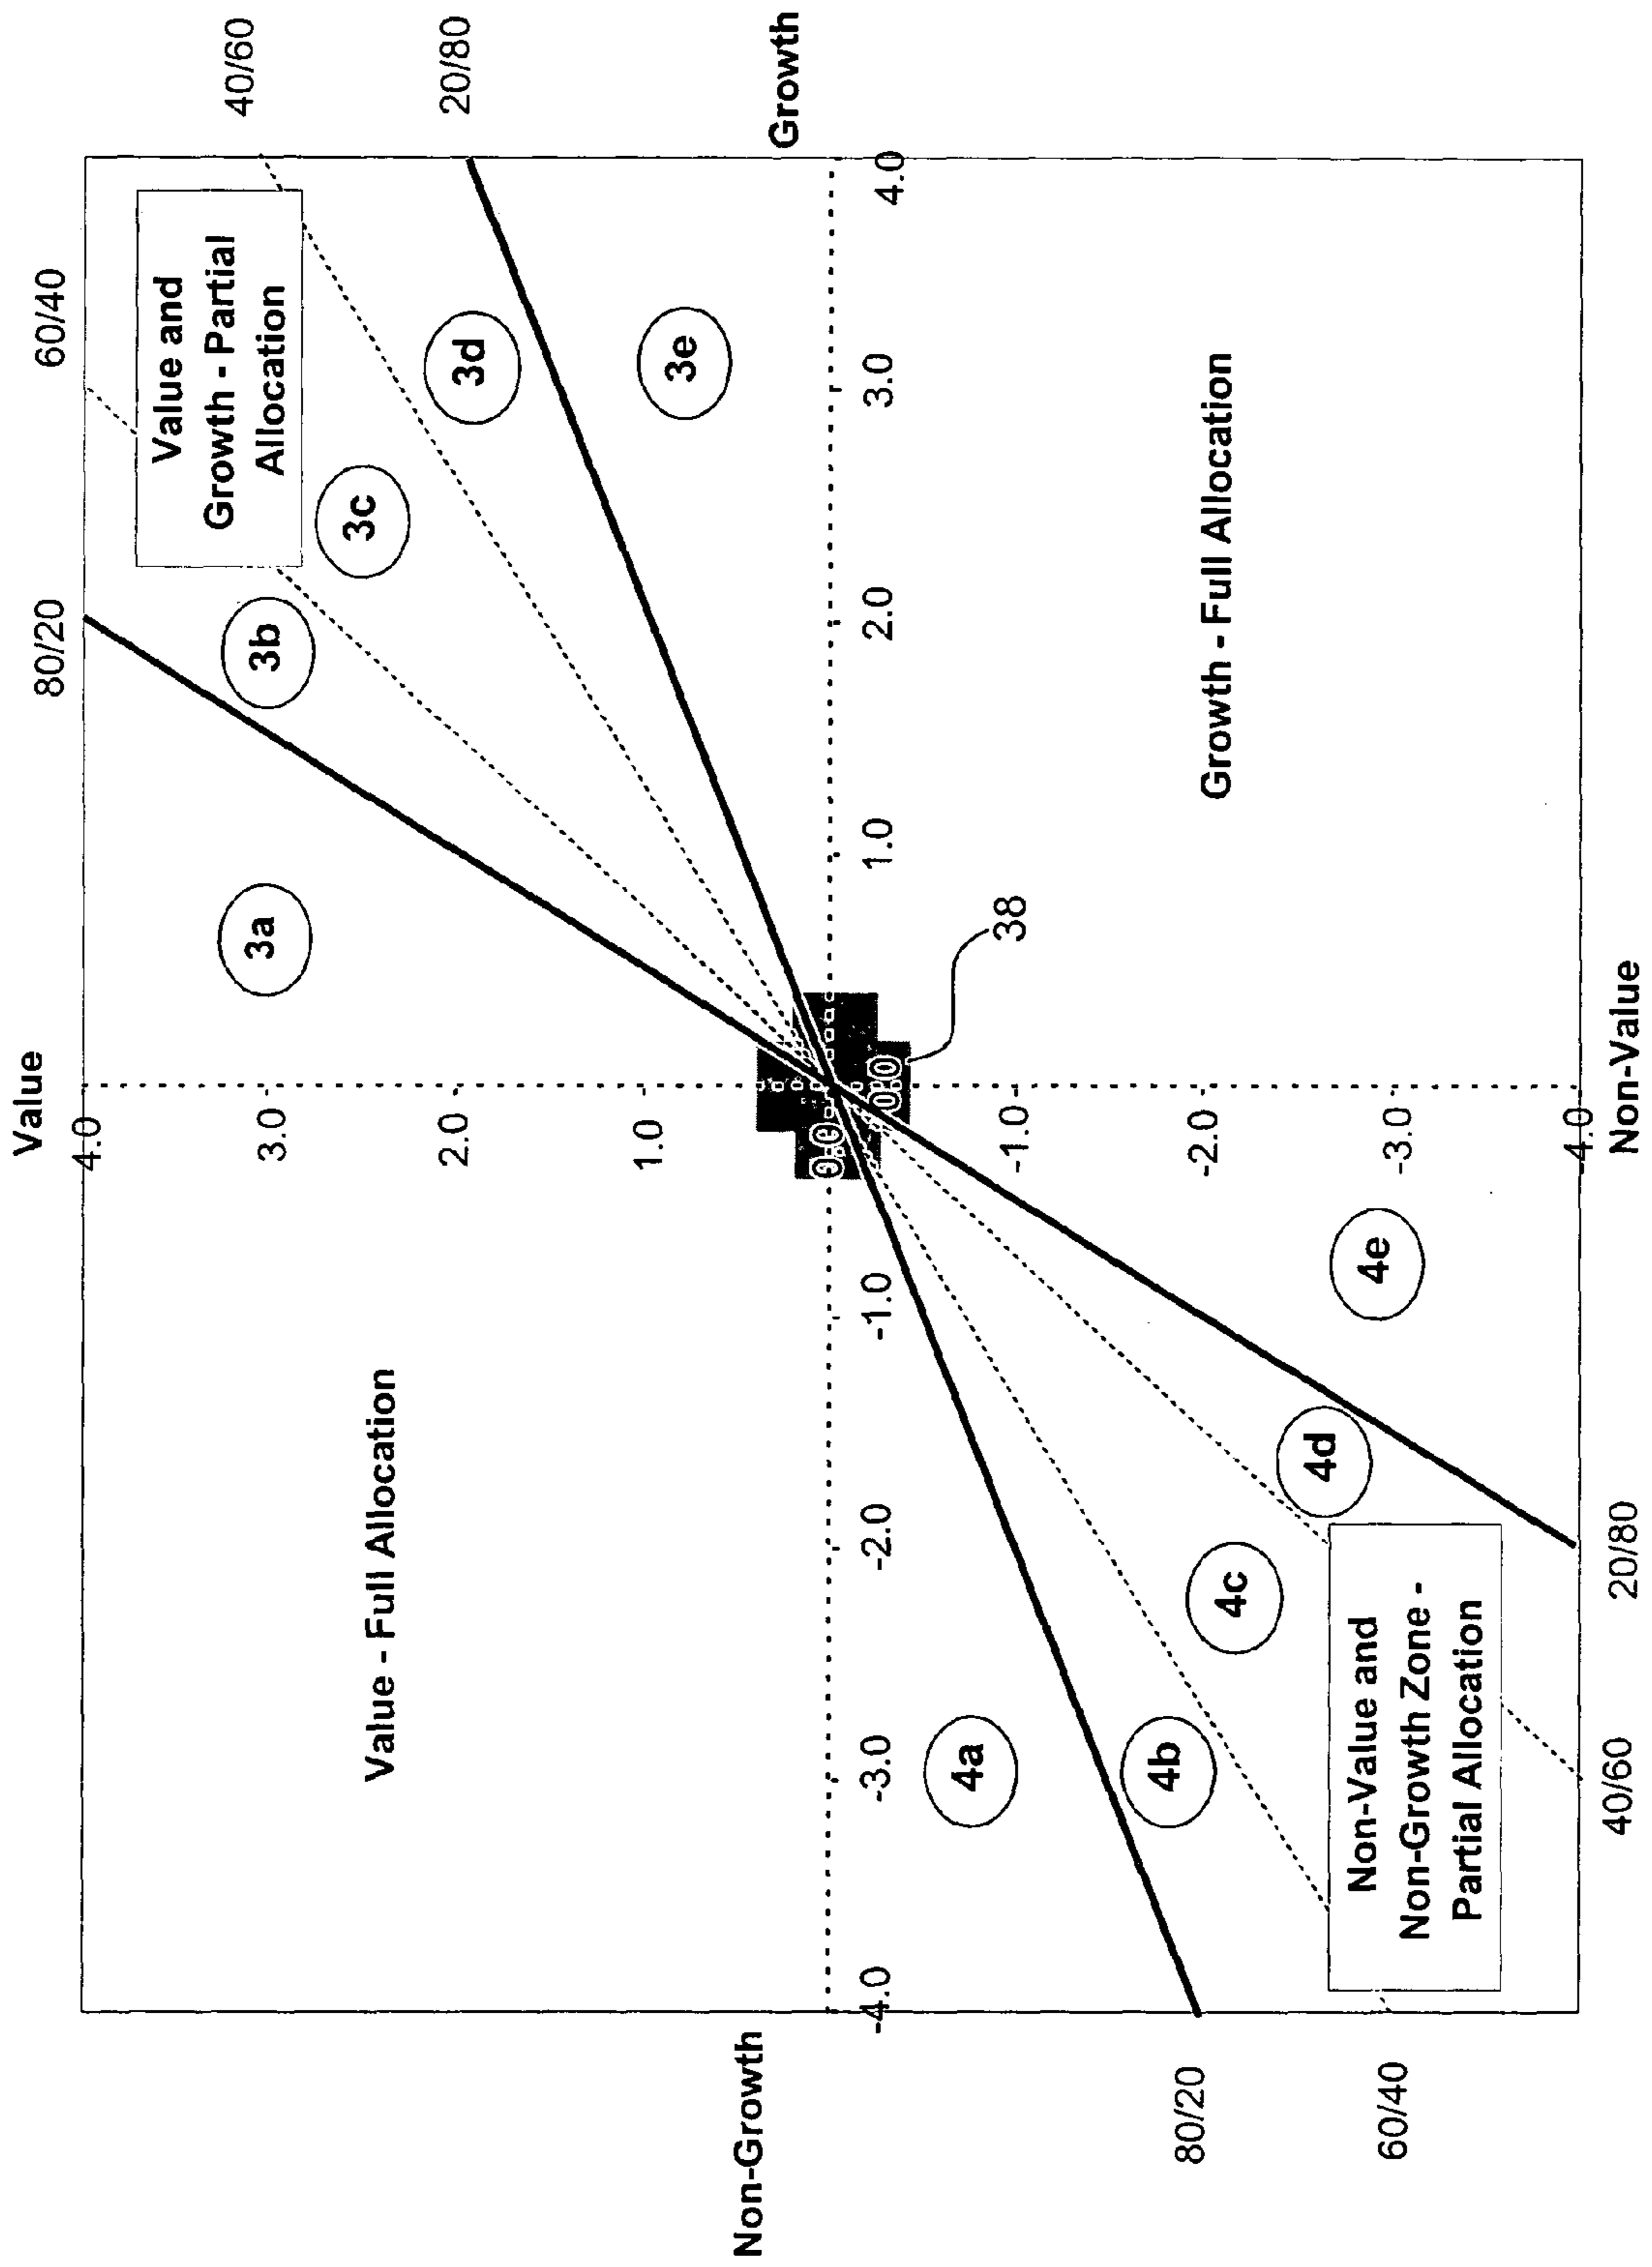 Value
80/20
60/40
4.0
Value and
Growth - Partial
Allocation
40/60
3.0
3a
3b
3c
Value - Full Allocation
2.0
3d
20/80
1.0
3e
Non-Growth
Growth
0.0
-4.0
-3.0
-2.0
-1.0
0.0
1.0
2.0
3.0
4.0
4a
-1.0
38
4b
80/20
-2.0
Growth - Full Allocation
4c
4d
4e
60/40
-3.0
Non-Value and
Non-Growth Zone -
Partial Allocation
-4.0
40/60
20/80
Non-Value